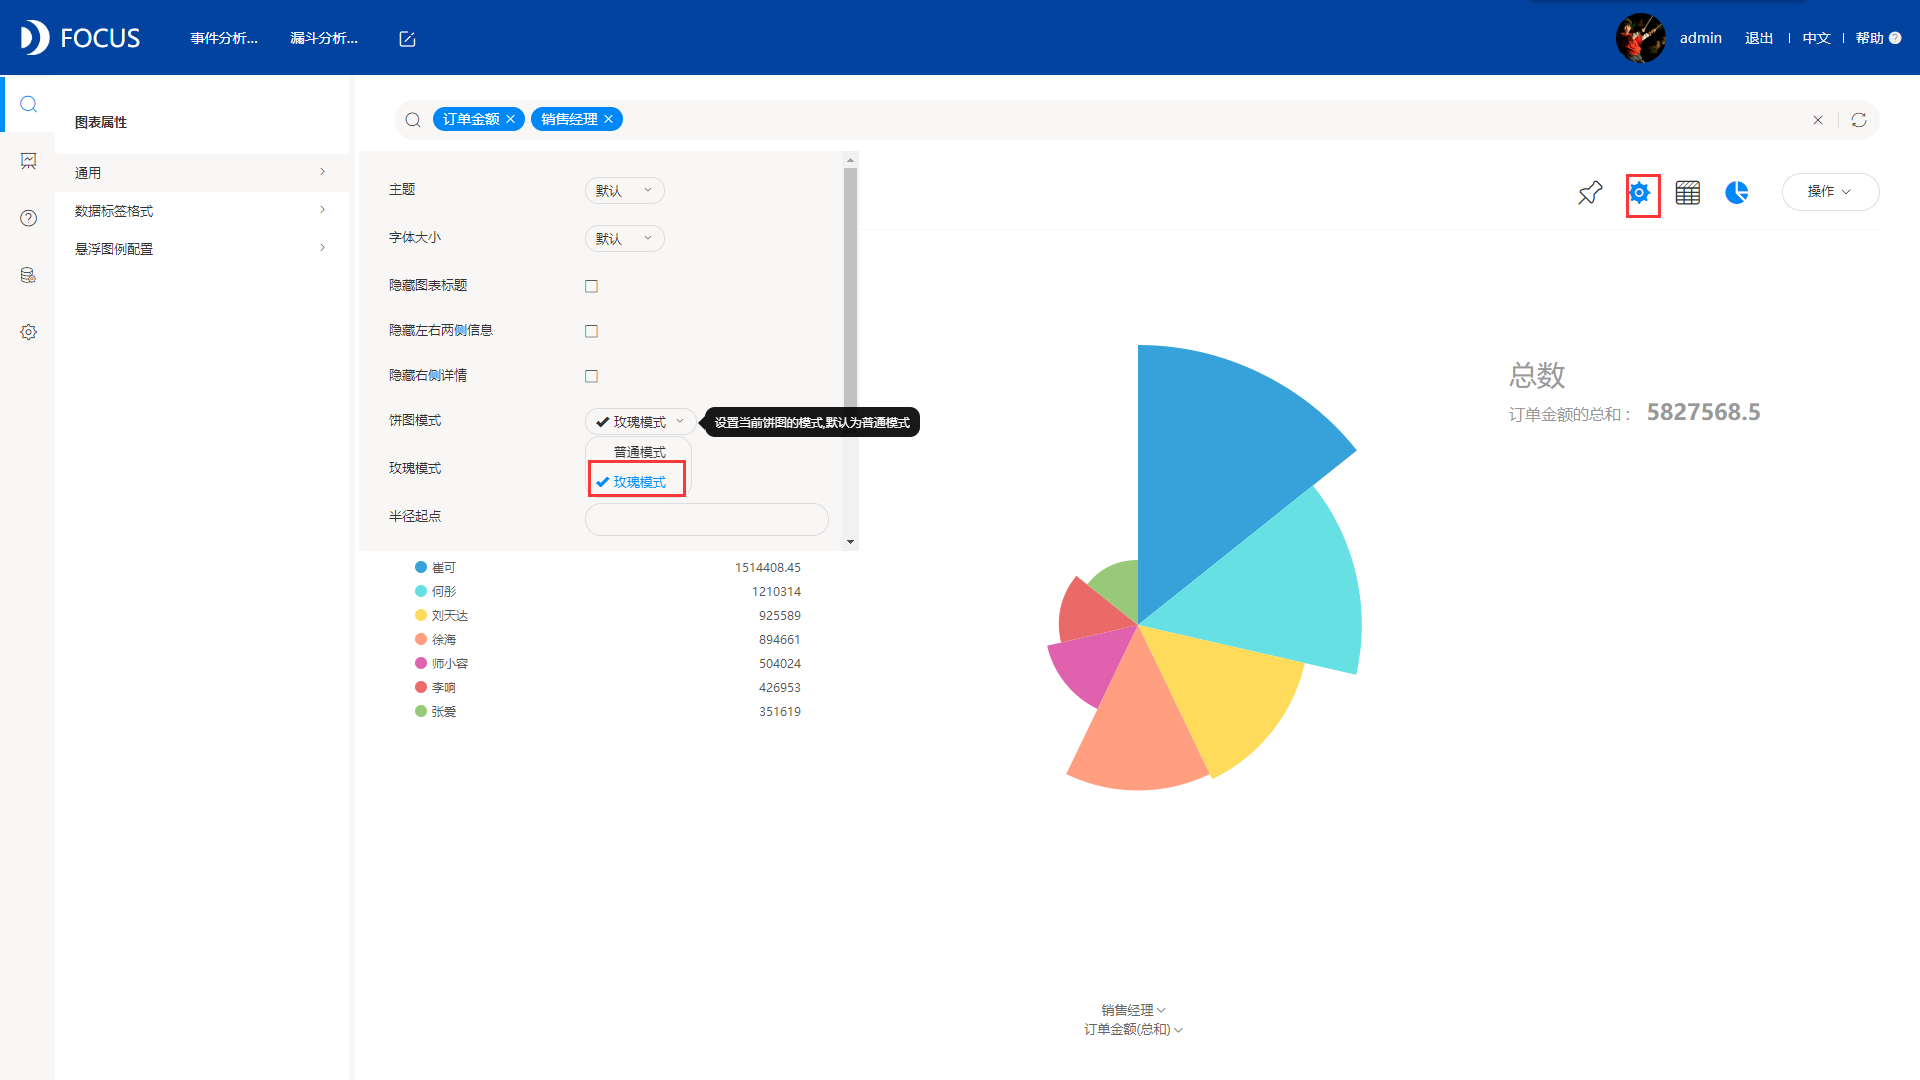 FOCUS
事件分析...
漏斗分析...
admin
退出
中文
帮助
图表属性
通用
数据标签格式
悬浮图例配置
订单金额
销售经理
操作
主题
默认
字体大小
默认
隐藏图表标题
隐藏左右两侧信息
隐藏右侧详情
饼图模式
玫瑰模式
设置当前饼图的模式,默认为普通模式
普通模式
玫瑰模式
玫瑰模式
半径起点
崔可 1514408.45
何彤 1210314
刘天达 925589
徐海 894661
师小容 504024
李响 426953
张爱 351619
总数
订单金额的总和： 5827568.5
销售经理
订单金额(总和)